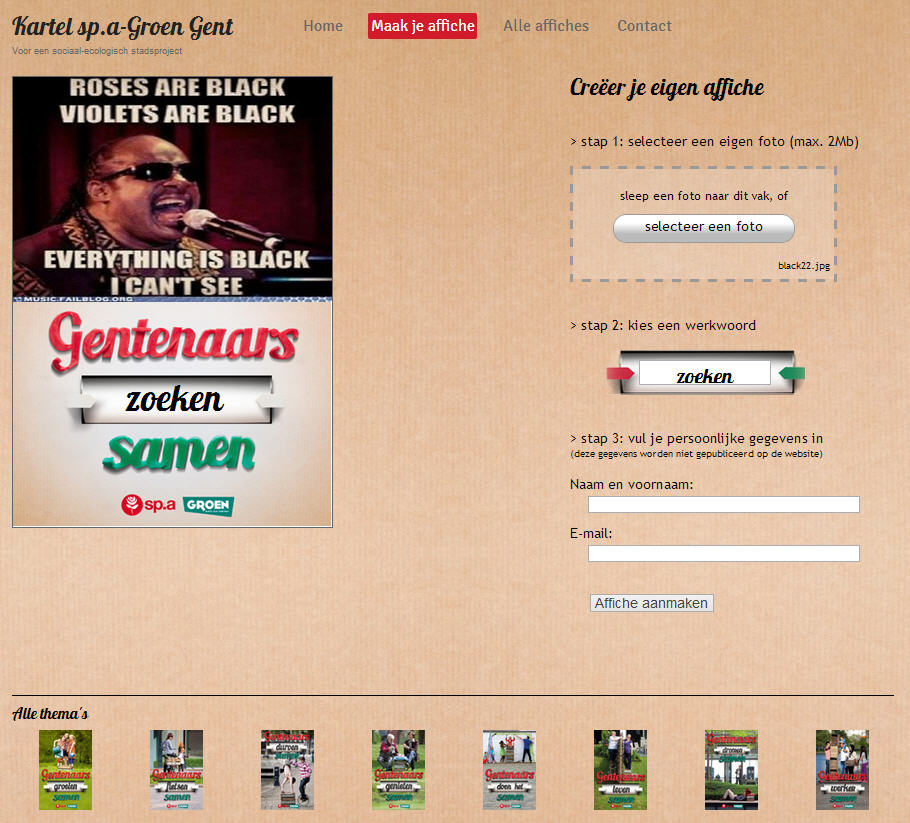 Kartel sp.a-Groen Gent
Voor een sociaal-ecologisch stadsproject
Home
Maak je affiche
Alle affiches
Contact
ROSES ARE BLACK
VIOLETS ARE BLACK
EVERYTHING IS BLACK
I CAN'T SEE
MUSIC.FAILBLOG.ORG
Gentenaars
zoeken
samen
sp.a
GROEN
Creëer je eigen affiche
> stap 1: selecteer een eigen foto (max. 2Mb)
sleep een foto naar dit vak, of
selecteer een foto
black22.jpg
> stap 2: kies een werkwoord
zoeken
> stap 3: vul je persoonlijke gegevens in
(deze gegevens worden niet gepubliceerd op de website)
Naam en voornaam:
E-mail:
Affiche aanmaken
Alle thema's
Gentenaars
groeien
samen
Gentenaars
fietsen
samen
Gentenaars
durven
samen
Gentenaars
genieten
samen
Gentenaars
doen het
samen
Gentenaars
leven
samen
Gentenaars
dromen
samen
Gentenaars
werken
samen